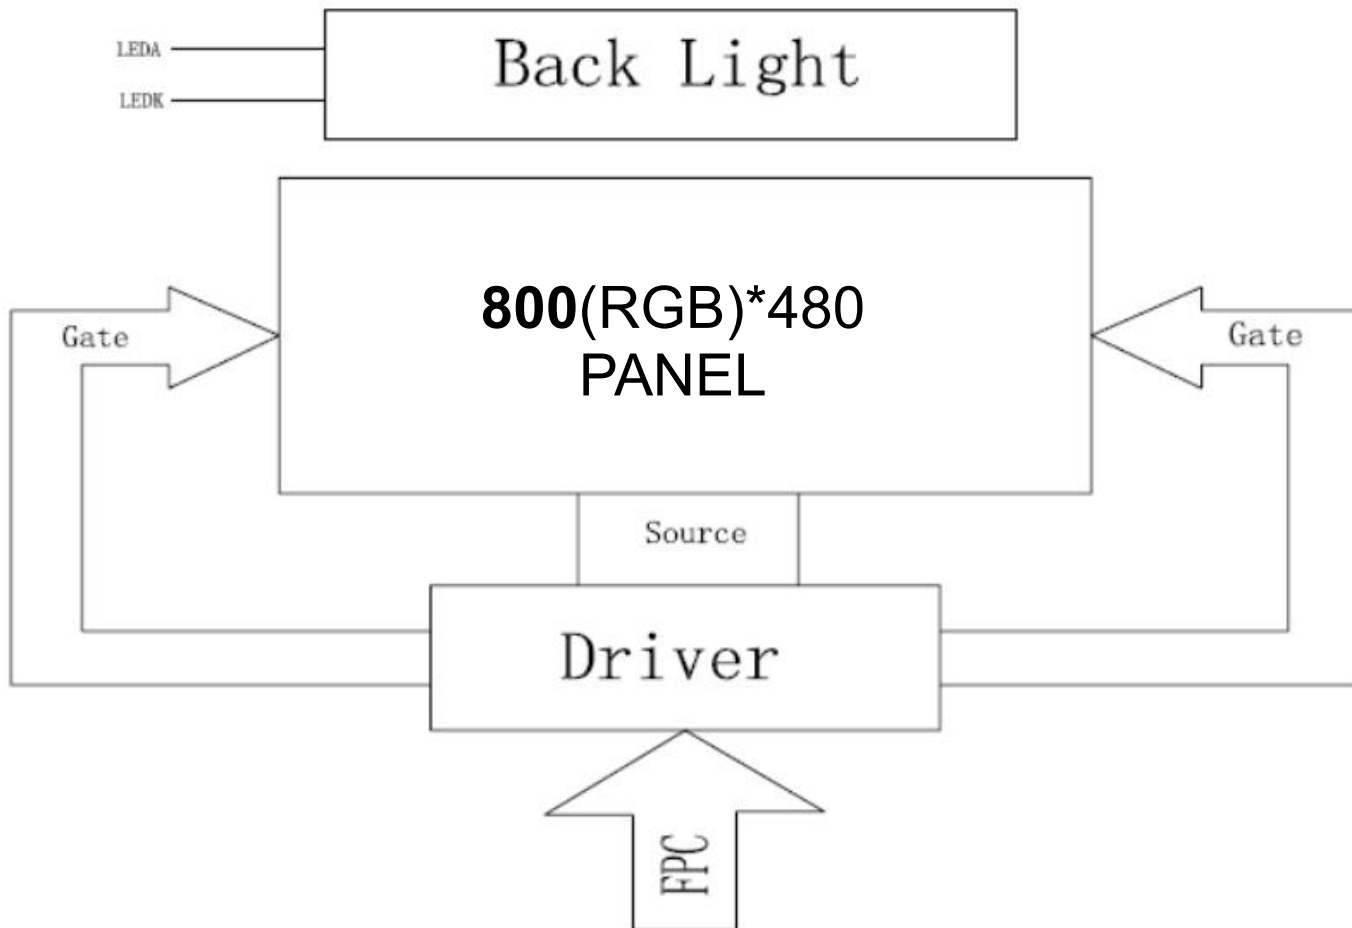 LEDA
Back Light
LEDK
800(RGB)*480
PANEL
Gate
Gate
Source
Driver
FPC